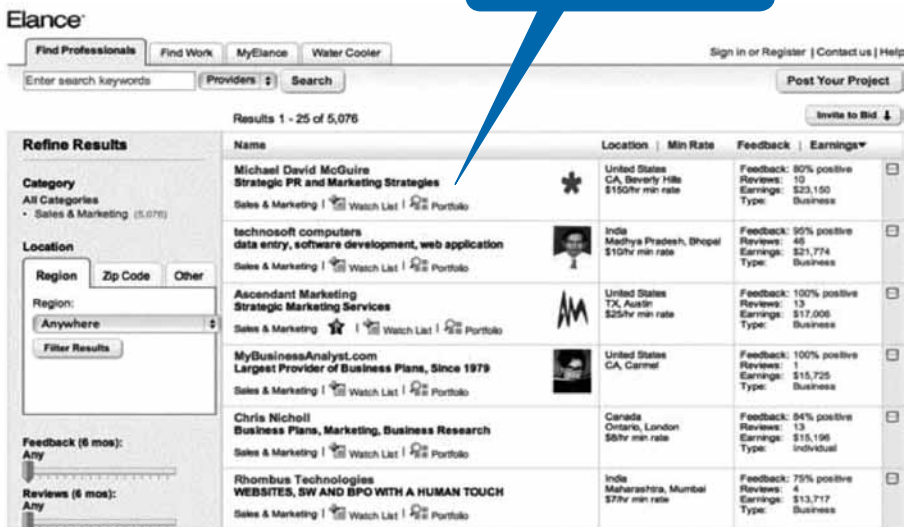 Elance
Find Professionals Find Work MyElance Water Cooler
Sign in or Register | Contact us | Help
Enter search keywords Providers Search Post Your Project
Results 1 - 25 of 5,076 Invite to Bid
Refine Results
Category
All Categories
• Sales & Marketing (5,076)
Location
Region Zip Code Other
Region:
Anywhere
Filter Results
Feedback (6 mos):
Any
Reviews (6 mos):
Any
Name Location | Min Rate Feedback | Earnings
Michael David McGuire
Strategic PR and Marketing Strategies
Sales & Marketing | Watch List | Portfolio
United States
CA, Beverly Hills
$150/hr min rate
Feedback: 80% positive
Reviews: 10
Earnings: $23,150
Type: Business
technosoft computers
data entry, software development, web application
Sales & Marketing | Watch List | Portfolio
India
Madhya Pradesh, Bhopal
$10/hr min rate
Feedback: 95% positive
Reviews: 46
Earnings: $21,774
Type: Business
Ascendant Marketing
Strategic Marketing Services
Sales & Marketing | Watch List | Portfolio
United States
TX, Austin
$25/hr min rate
Feedback: 100% positive
Reviews: 13
Earnings: $17,006
Type: Business
MyBusinessAnalyst.com
Largest Provider of Business Plans, Since 1979
Sales & Marketing | Watch List | Portfolio
United States
CA, Carmel
Feedback: 100% positive
Reviews: 1
Earnings: $15,725
Type: Business
Chris Nicholl
Business Plans, Marketing, Business Research
Sales & Marketing | Watch List | Portfolio
Canada
Ontario, London
$8/hr min rate
Feedback: 84% positive
Reviews: 13
Earnings: $15,196
Type: Individual
Rhombus Technologies
WEBSITES, SW AND BPO WITH A HUMAN TOUCH
Sales & Marketing | Watch List | Portfolio
India
Maharashtra, Mumbai
$7/hr min rate
Feedback: 75% positive
Reviews: 4
Earnings: $13,717
Type: Business